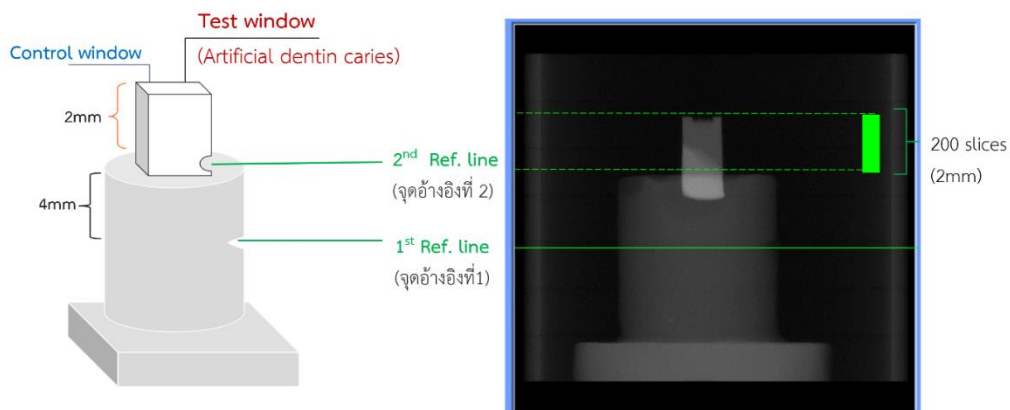 Test window
Control window
(Artificial dentin caries)
2mm
2nd Ref. line
(จุดอ้างอิงที่ 2)
4mm
1st Ref. line
(จุดอ้างอิงที่1)
200 slices
(2mm)